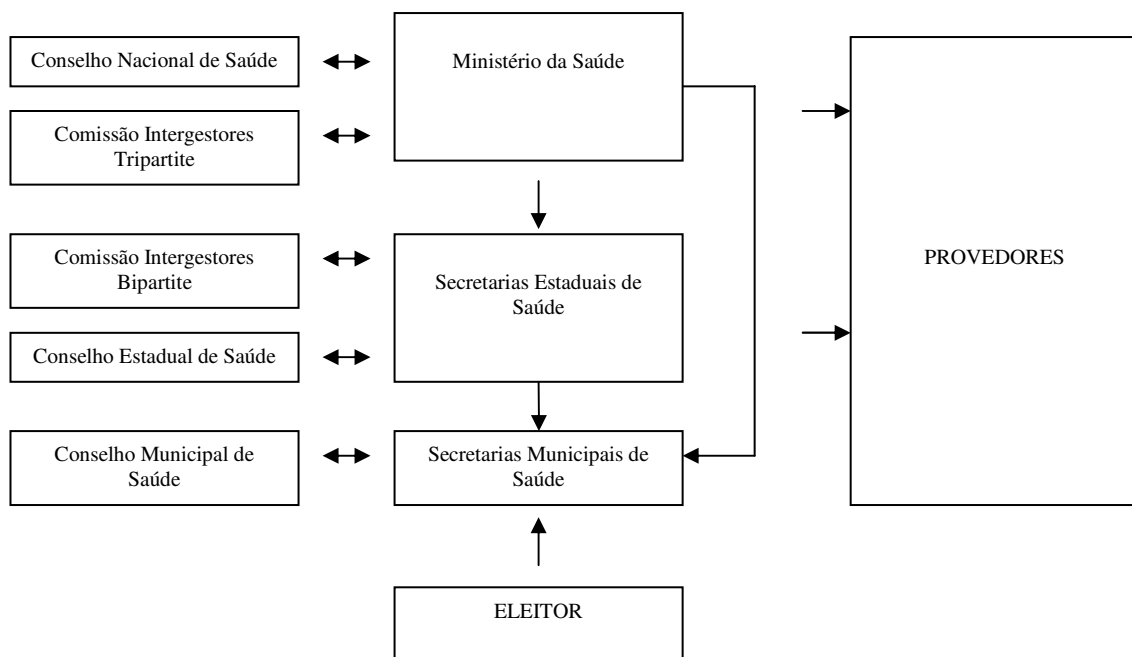 Conselho Nacional de Saúde
Ministério da Saúde
Comissão Intergestores
Tripartite
Comissão Intergestores
Bipartite
Secretarias Estaduais de
Saúde
PROVEDORES
Conselho Estadual de Saúde
Conselho Municipal de
Saúde
Secretarias Municipais de
Saúde
ELEITOR